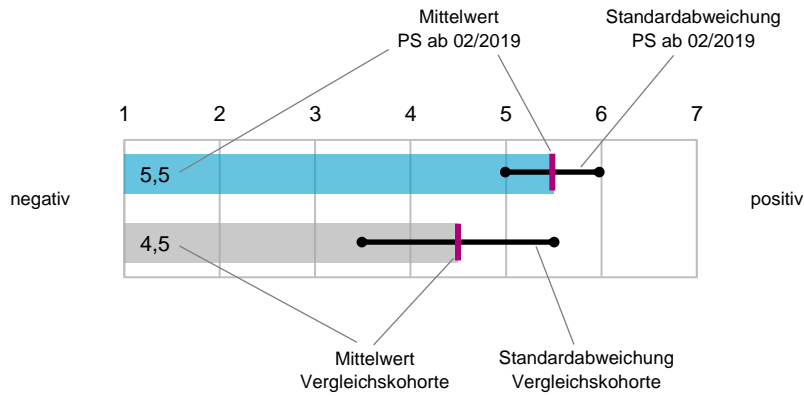 Mittelwert
PS ab 02/2019
Standardabweichung
PS ab 02/2019
1 2 3 4 5 6 7
5,5
negativ
positiv
4,5
Mittelwert
Vergleichskohorte
Standardabweichung
Vergleichskohorte